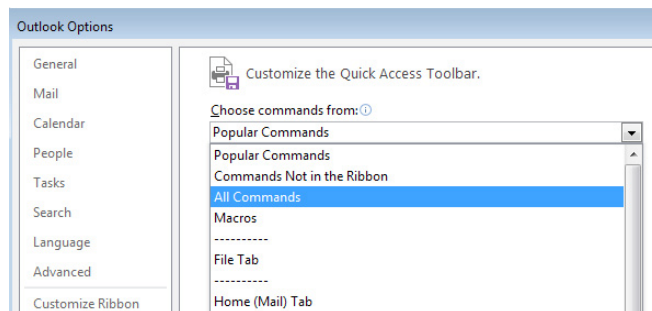 Outlook Options
General
Mail
Calendar
People
Tasks
Search
Language
Advanced
Customize Ribbon
Customize the Quick Access Toolbar.
Choose commands from:
Popular Commands
Popular Commands
Commands Not in the Ribbon
All Commands
Macros
----------
File Tab
----------
Home (Mail) Tab